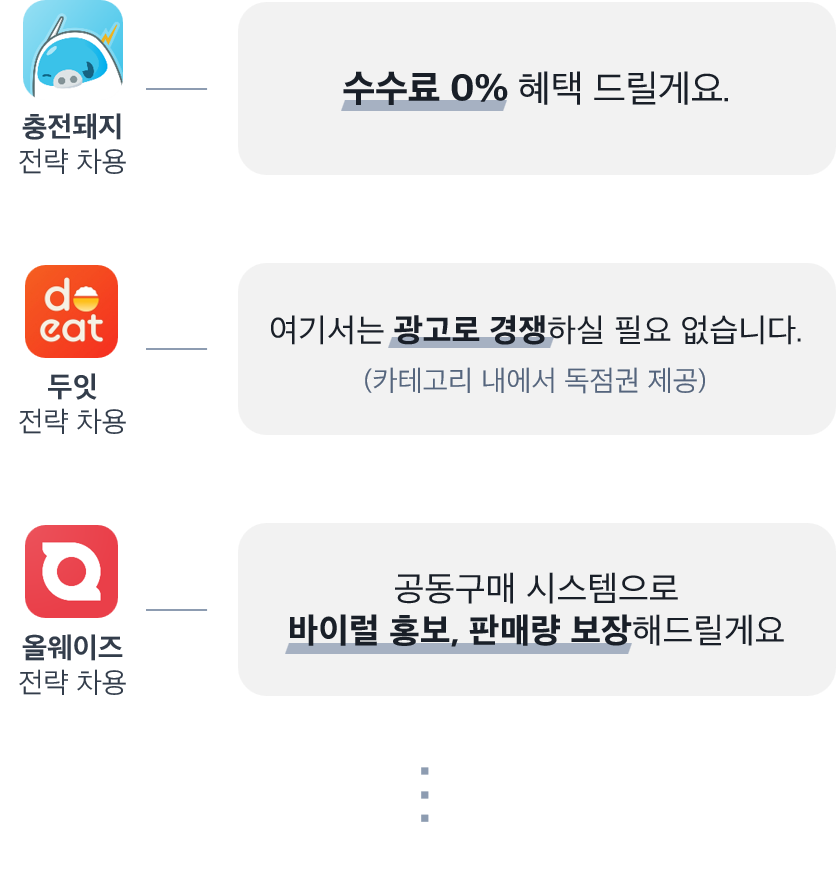 수수료 0% 혜택 드릴게요.
충전돼지
전략 차용
do
eat
여기서는 광고로 경쟁하실 필요 없습니다.
(카테고리 내에서 독점권 제공)
두잇
전략 차용
공동구매 시스템으로
바이럴 홍보, 판매량 보장해드릴게요
올웨이즈
전략 차용